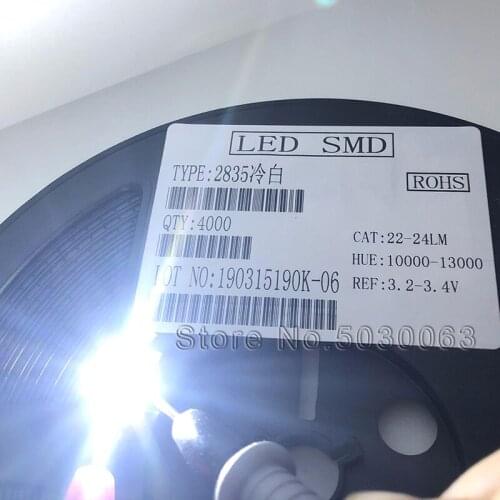 LED SMD
TYPE:2835冷白
ROHS
QTY:4000
CAT:22-24LM
HUE:10000-13000
LOT NO:190315190K-06
REF:3.2-3.4V
Store No.5030063